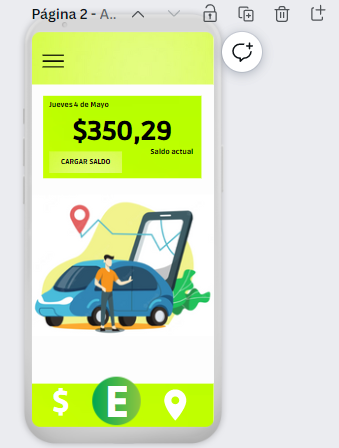 Página 2 - A..
Jueves 4 de Mayo
$350,29
Saldo actual
CARGAR SALDO
$ E